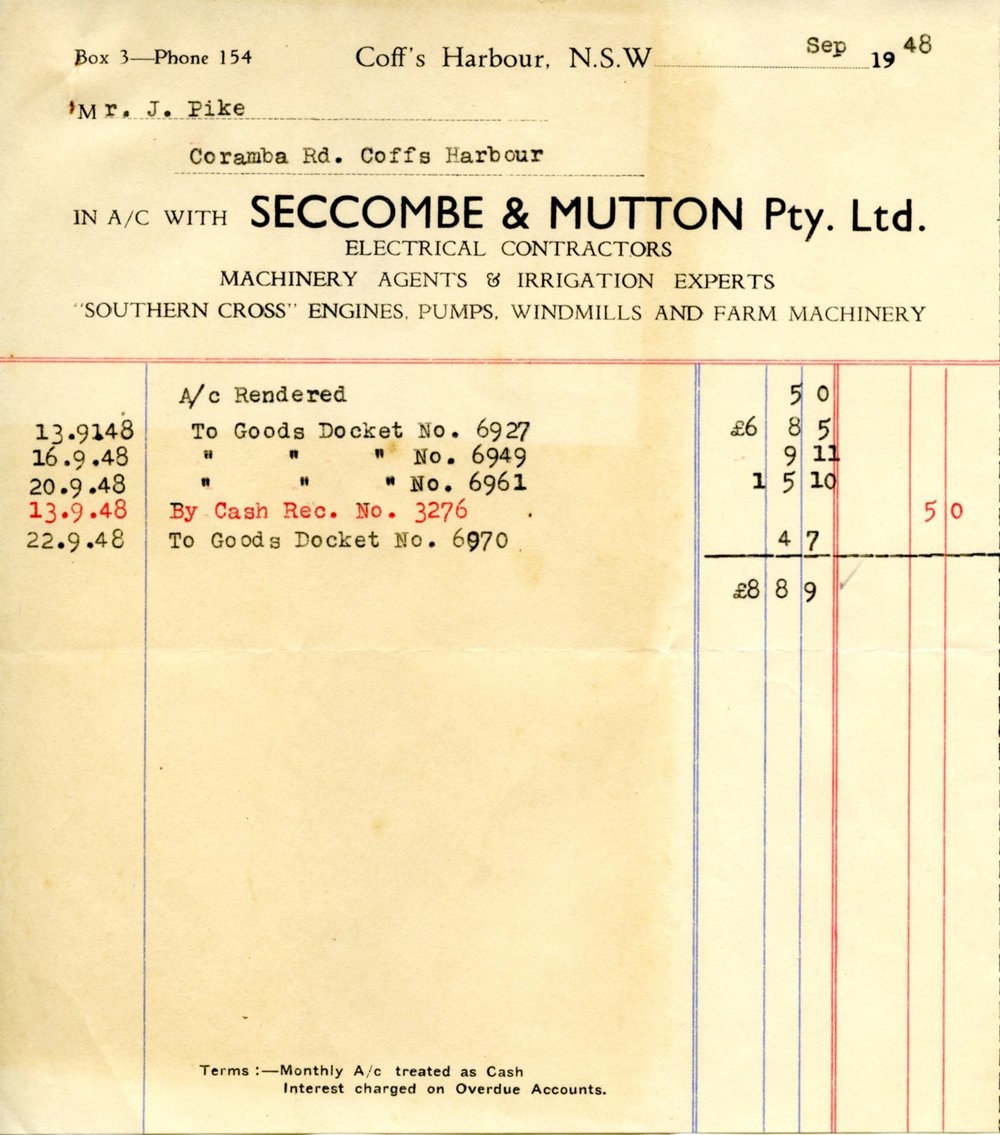 Box 3—Phone 154 Coff's Harbour, N.S.W. Sep 19 48
Mr. J. Pike
Coramba Rd. Coffs Harbour
IN A/C WITH SECCOMBE & MUTTON Pty. Ltd.
ELECTRICAL CONTRACTORS
MACHINERY AGENTS & IRRIGATION EXPERTS
"SOUTHERN CROSS" ENGINES, PUMPS, WINDMILLS AND FARM MACHINERY
A/c Rendered 5 0
13.9148 To Goods Docket No. 6927 £6 8 5
16.9.48 " " " No. 6949 9 11
20.9.48 " " " No. 6961 1 5 10
13.9.48 By Cash Rec. No. 3276 . 5 0
22.9.48 To Goods Docket No. 6970 . 4 7
£8 8 9
Terms :—Monthly A/c treated as Cash
Interest charged on Overdue Accounts.